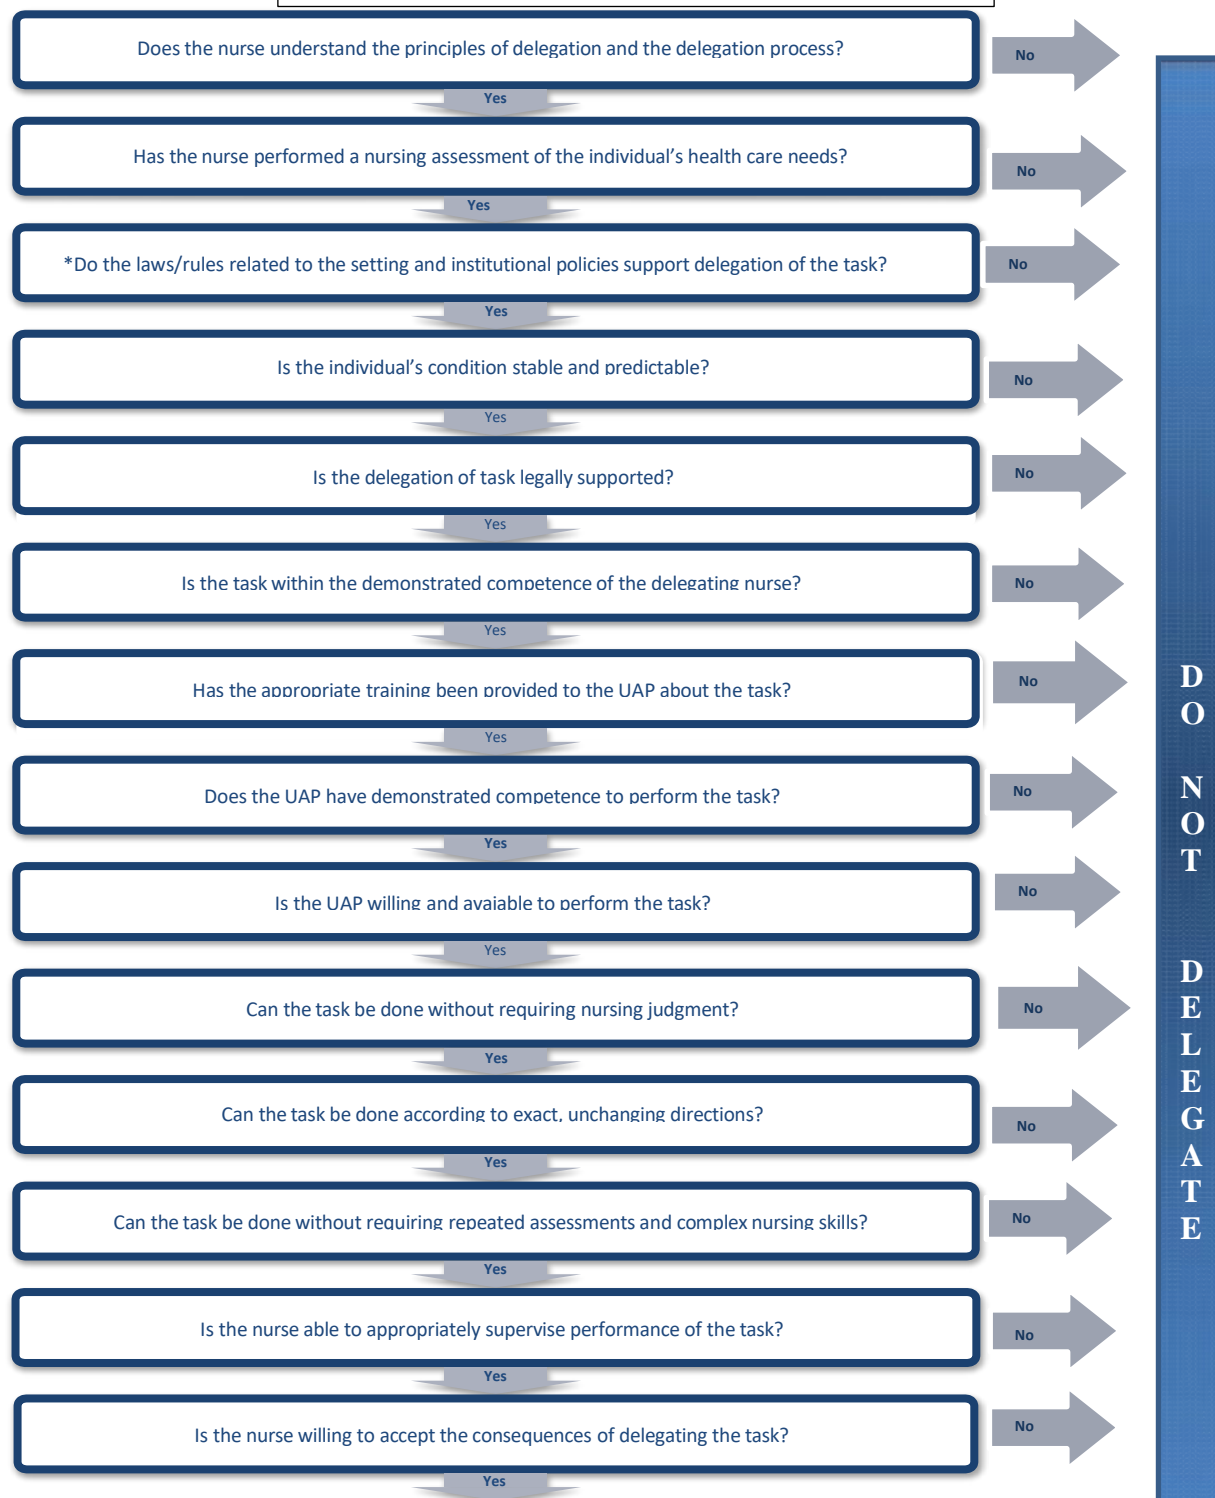 Does the nurse understand the principles of delegation and the delegation process?
No
Yes
Has the nurse performed a nursing assessment of the individual’s health care needs?
No
Yes
*Do the laws/rules related to the setting and institutional policies support delegation of the task?
No
Yes
Is the individual’s condition stable and predictable?
No
Yes
Is the delegation of task legally supported?
No
Yes
Is the task within the demonstrated competence of the delegating nurse?
No
Yes
Has the appropriate training been provided to the UAP about the task?
No
Yes
Does the UAP have demonstrated competence to perform the task?
No
Yes
Is the UAP willing and avaiable to perform the task?
No
Yes
Can the task be done without requiring nursing judgment?
No
Yes
Can the task be done according to exact, unchanging directions?
No
Yes
Can the task be done without requiring repeated assessments and complex nursing skills?
No
Yes
Is the nurse able to appropriately supervise performance of the task?
No
Yes
Is the nurse willing to accept the consequences of delegating the task?
No
Yes
DO NOT DELEGATE